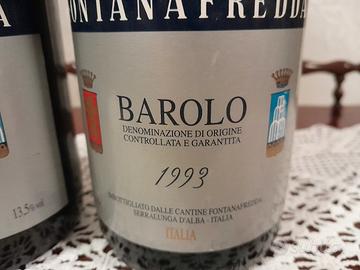 FONTANAFREDDA
BAROLO
DENOMINAZIONE DI ORIGINE
CONTROLLATA E GARANTITA
1993
IMBOTTIGLIATO DALLE CANTINE FONTANAFREDDA
SERRALUNGA D'ALBA - ITALIA
ITALIA
13.5% vol